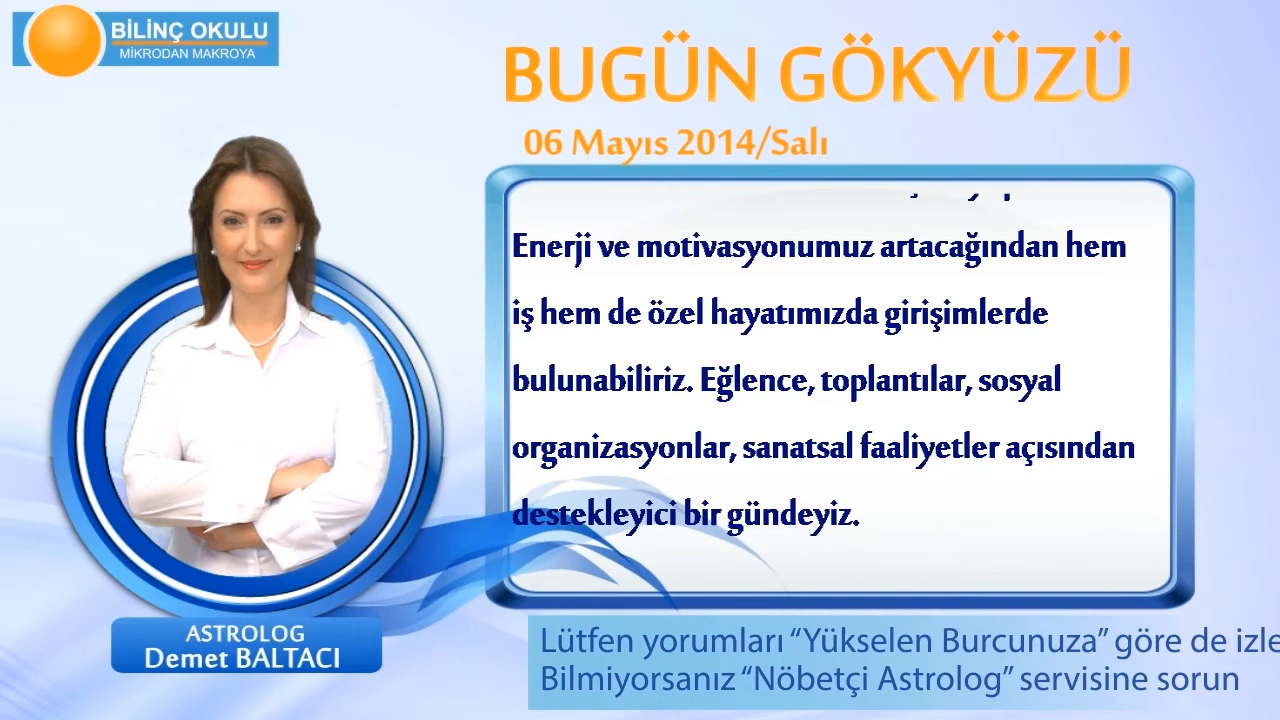 BİLİNÇ OKULU
MİKRODAN MAKROYA
BUGÜN GÖKYÜZÜ
06 Mayıs 2014/Salı
Enerji ve motivasyonumuz artacağından hem
iş hem de özel hayatımızda girişimlerde
bulunabiliriz. Eğlence, toplantılar, sosyal
organizasyonlar, sanatsal faaliyetler açısından
destekleyici bir gündeyiz.
ASTROLOG
Demet BALTACI
Lütfen yorumları “Yükselen Burcunuza” göre de izle
Bilmiyorsanız “Nöbetçi Astrolog” servisine sorun